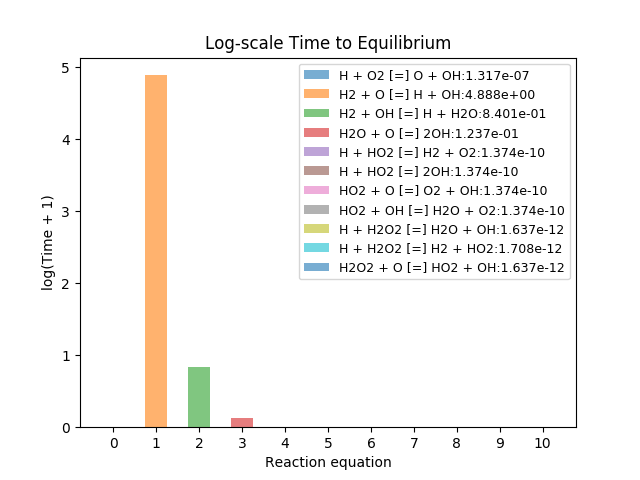 Log-scale Time to Equilibrium
H + O2 [=] O + OH:1.317e-07
H2 + O [=] H + OH:4.888e+00
H2 + OH [=] H + H2O:8.401e-01
H2O + O [=] 2OH:1.237e-01
H + HO2 [=] H2 + O2:1.374e-10
H + HO2 [=] 2OH:1.374e-10
HO2 + O [=] O2 + OH:1.374e-10
HO2 + OH [=] H2O + O2:1.374e-10
H + H2O2 [=] H2O + OH:1.637e-12
H + H2O2 [=] H2 + HO2:1.708e-12
H2O2 + O [=] HO2 + OH:1.637e-12
log(Time + 1)
5
4
3
2
1
0
0 1 2 3 4 5 6 7 8 9 10
Reaction equation